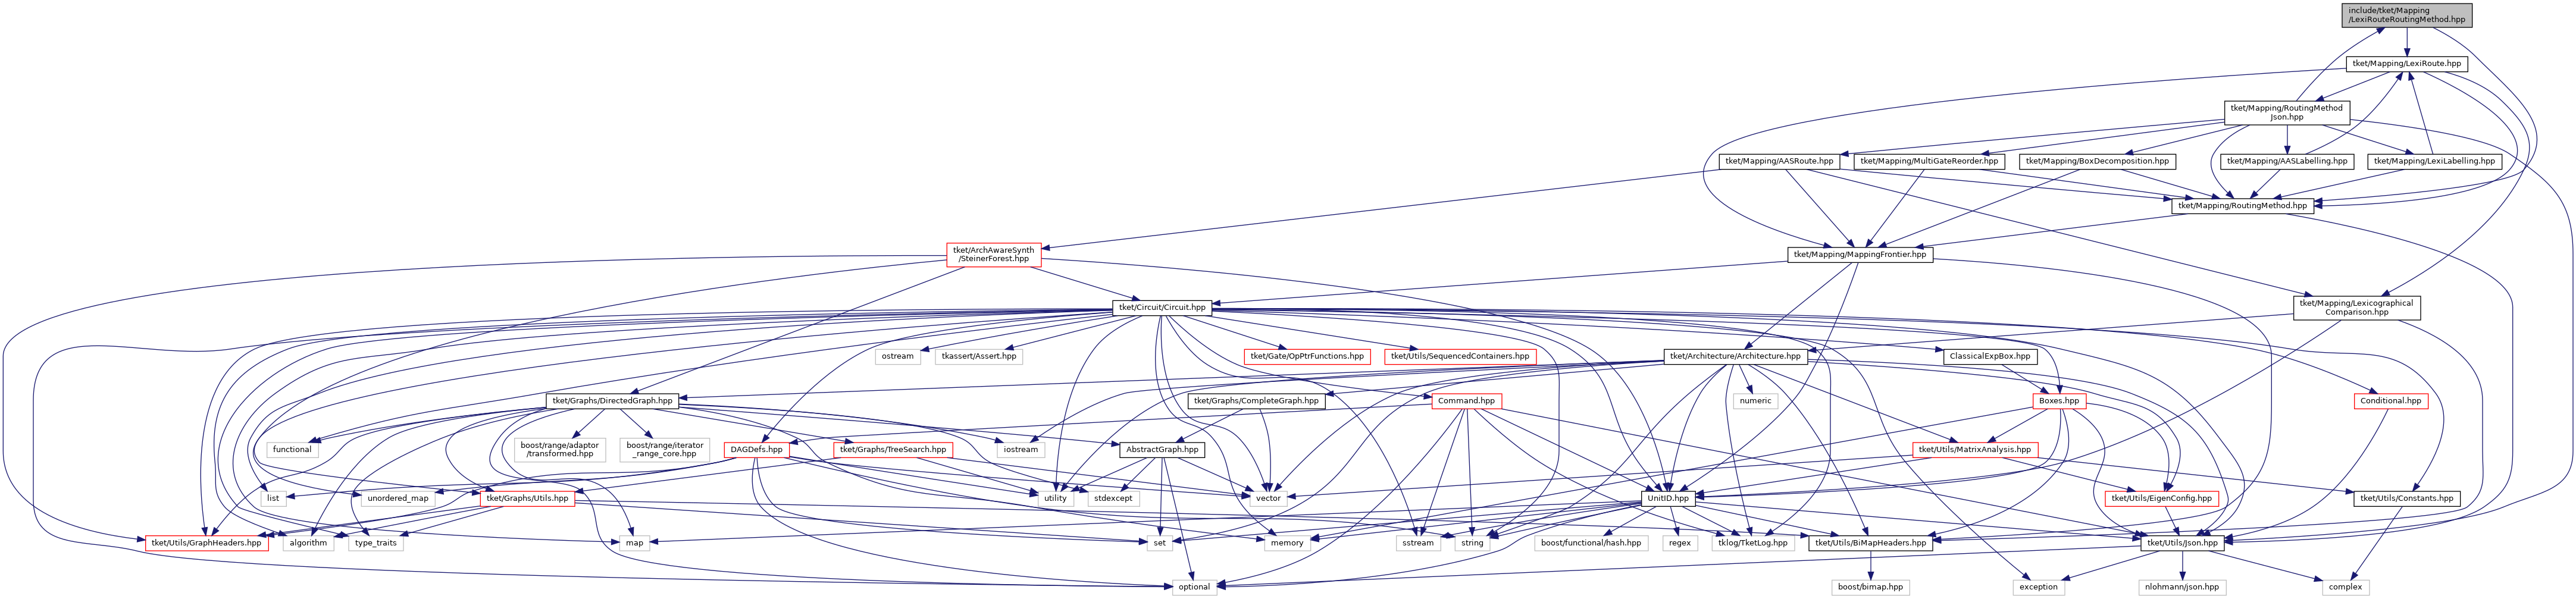 include/tket/Mapping
/LexiRouteRoutingMethod.hpp
tket/Mapping/LexiRoute.hpp
tket/Mapping/RoutingMethod
Json.hpp
tket/Mapping/AASRoute.hpp
tket/Mapping/MultiGateReorder.hpp
tket/Mapping/BoxDecomposition.hpp
tket/Mapping/AASLabelling.hpp
tket/Mapping/LexiLabelling.hpp
tket/Mapping/RoutingMethod.hpp
tket/ArchAwareSynth
/SteinerForest.hpp
tket/Mapping/MappingFrontier.hpp
tket/Circuit/Circuit.hpp
tket/Mapping/Lexicographical
Comparison.hpp
ostream
tkassert/Assert.hpp
tket/Gate/OpPtrFunctions.hpp
tket/Utils/SequencedContainers.hpp
tket/Architecture/Architecture.hpp
ClassicalExpBox.hpp
tket/Graphs/DirectedGraph.hpp
tket/Graphs/CompleteGraph.hpp
Command.hpp
numeric
Boxes.hpp
Conditional.hpp
functional
boost/range/adaptor
/transformed.hpp
boost/range/iterator
_range_core.hpp
DAGDefs.hpp
tket/Graphs/TreeSearch.hpp
iostream
AbstractGraph.hpp
tket/Utils/MatrixAnalysis.hpp
list
unordered_map
tket/Graphs/Utils.hpp
utility
stdexcept
vector
UnitID.hpp
tket/Utils/EigenConfig.hpp
tket/Utils/Constants.hpp
tket/Utils/GraphHeaders.hpp
algorithm
type_traits
map
set
memory
sstream
string
boost/functional/hash.hpp
regex
tklog/TketLog.hpp
tket/Utils/BiMapHeaders.hpp
tket/Utils/Json.hpp
optional
boost/bimap.hpp
exception
nlohmann/json.hpp
complex